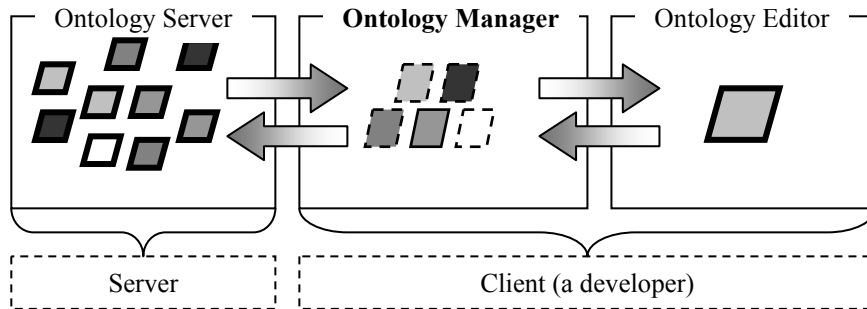 Ontology Server
Ontology Manager
Ontology Editor
Server
Client (a developer)